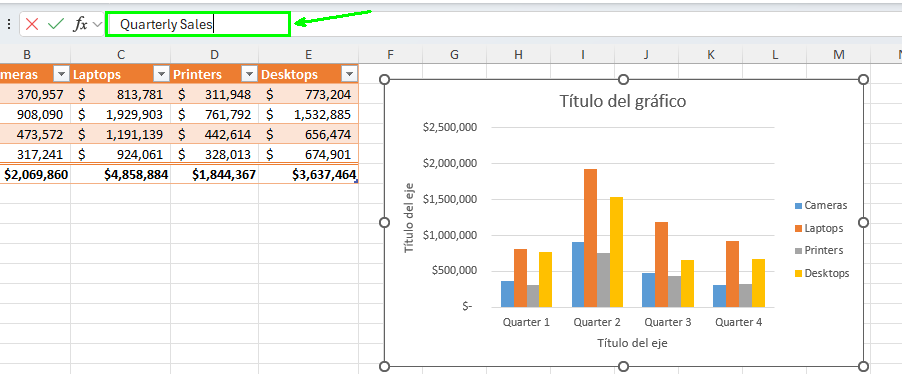 fx Quarterly Sales
B C D E F G H I J K L M
meras Laptops Printers Desktops
370,957 $ 813,781 $ 311,948 $ 773,204
908,090 $ 1,929,903 $ 761,792 $ 1,532,885
473,572 $ 1,191,139 $ 442,614 $ 656,474
317,241 $ 924,061 $ 328,013 $ 674,901
$2,069,860 $4,858,884 $1,844,367 $3,637,464
Título del gráfico
$2,500,000
$2,000,000
$1,500,000
$1,000,000
$500,000
$-
Título del eje
Quarter 1 Quarter 2 Quarter 3 Quarter 4
Título del eje
Cameras
Laptops
Printers
Desktops